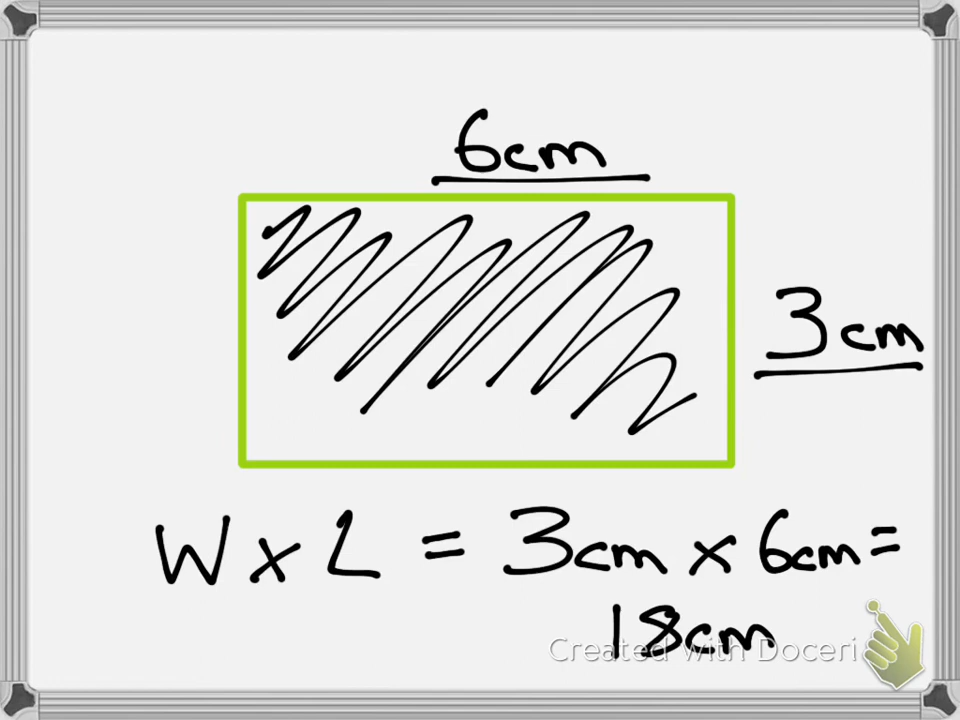 6cm
3cm
W x L = 3cm x 6cm =
18cm
Created with Doceri